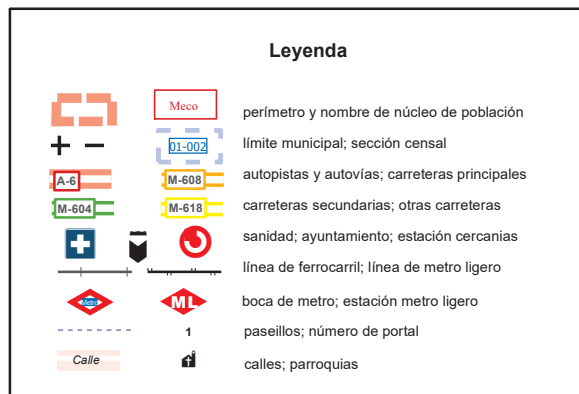 Leyenda
Meco
perímetro y nombre de núcleo de población
01-002
límite municipal; sección censal
A-6
M-608
autopistas y autovías; carreteras principales
M-604
M-618
carreteras secundarias; otras carreteras
sanidad; ayuntamiento; estación cercanias
línea de ferrocarril; línea de metro ligero
Metro
ML
boca de metro; estación metro ligero
1
paseillos; número de portal
Calle
calles; parroquias